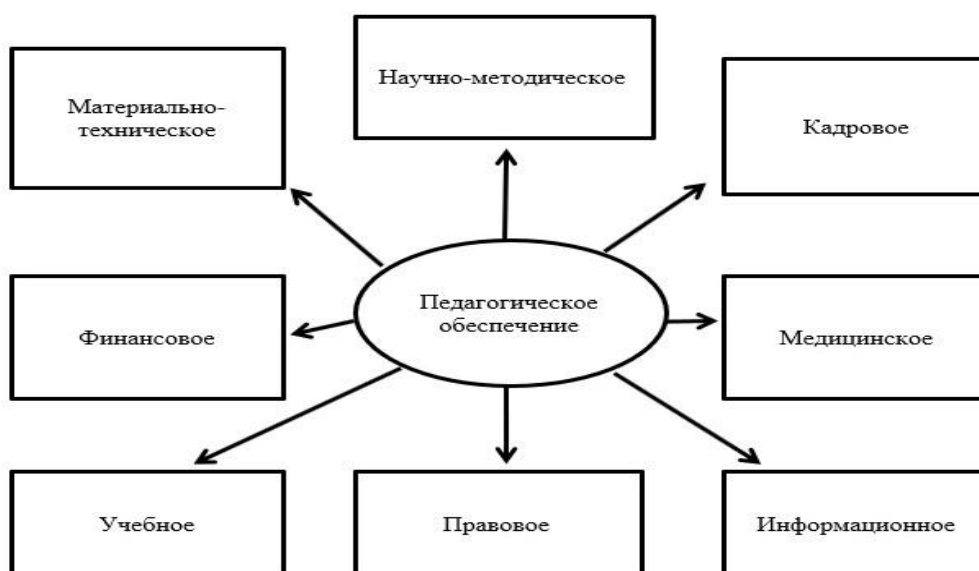 Научно-методическое
Материально-
техническое
Кадровое
Педагогическое
обеспечение
Финансовое
Медицинское
Учебное
Правовое
Информационное